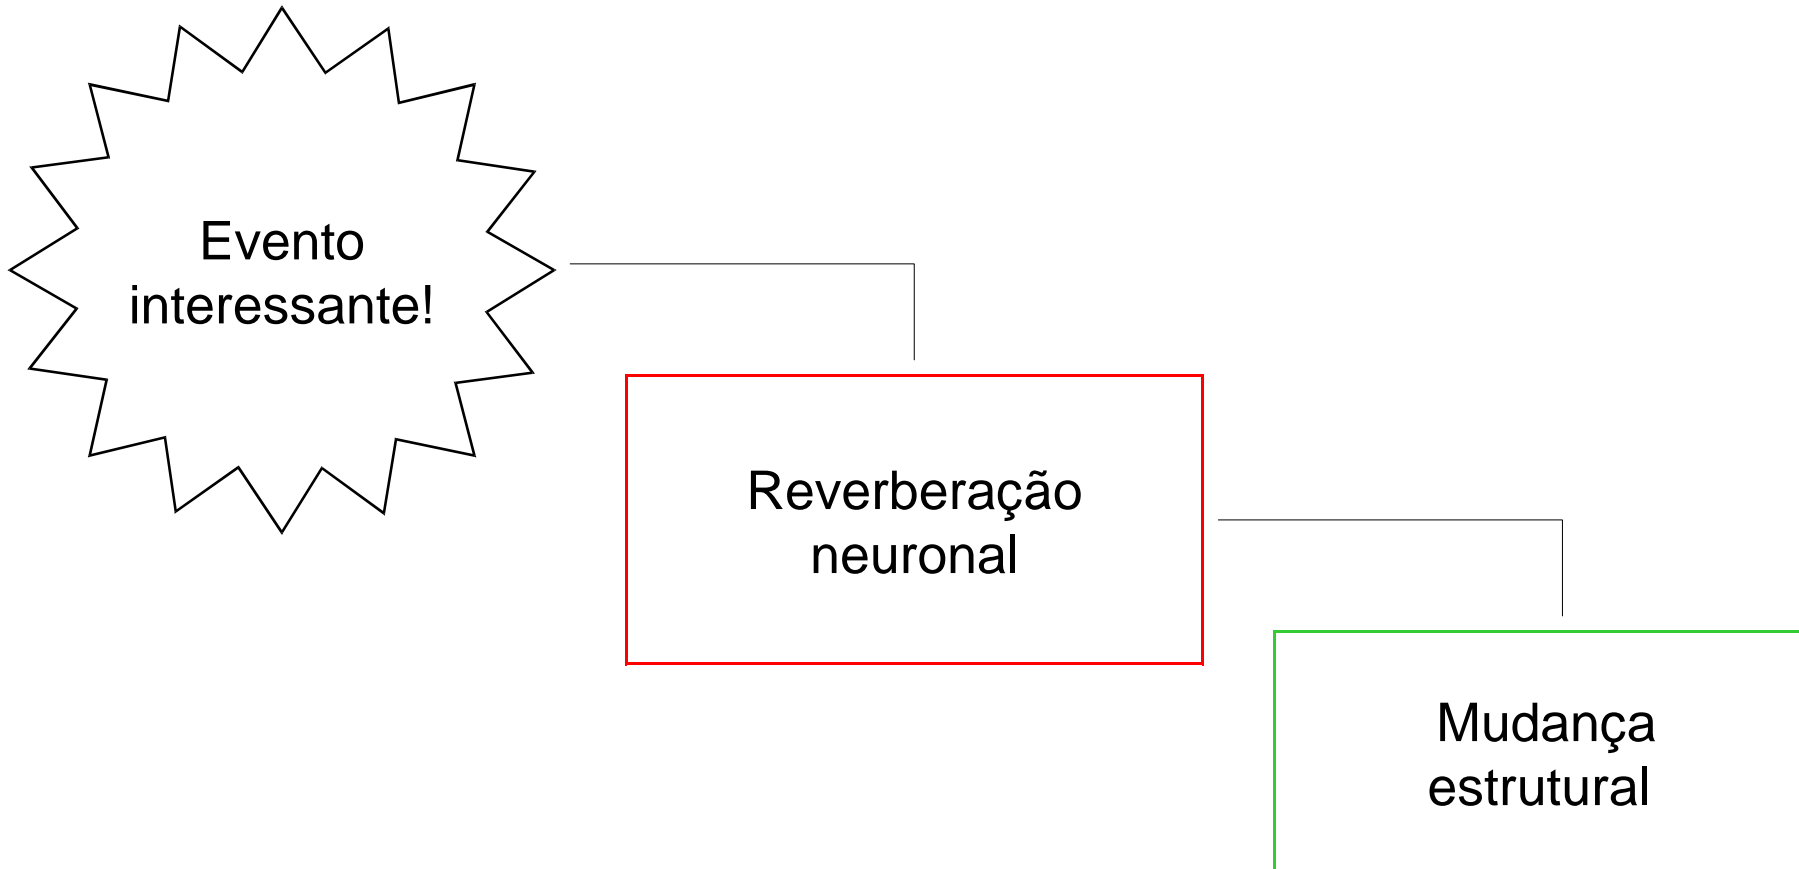 Evento
interessante!
Reverberação
neuronal
Mudança
estrutural